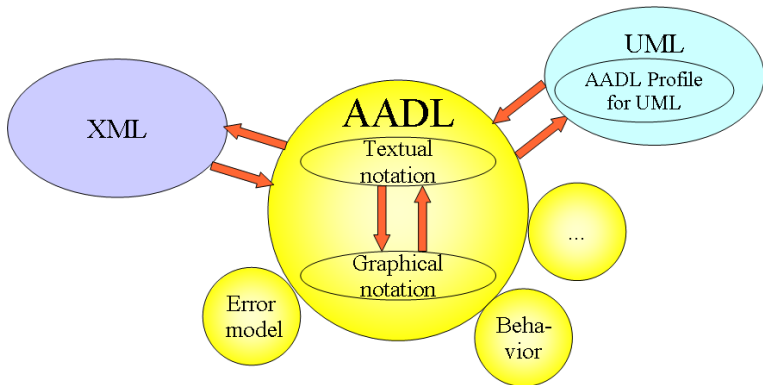 UML
AADL Profile
for UML
XML
AADL
Textual
notation
...
Graphical
notation
Error
model
Beha-
vior